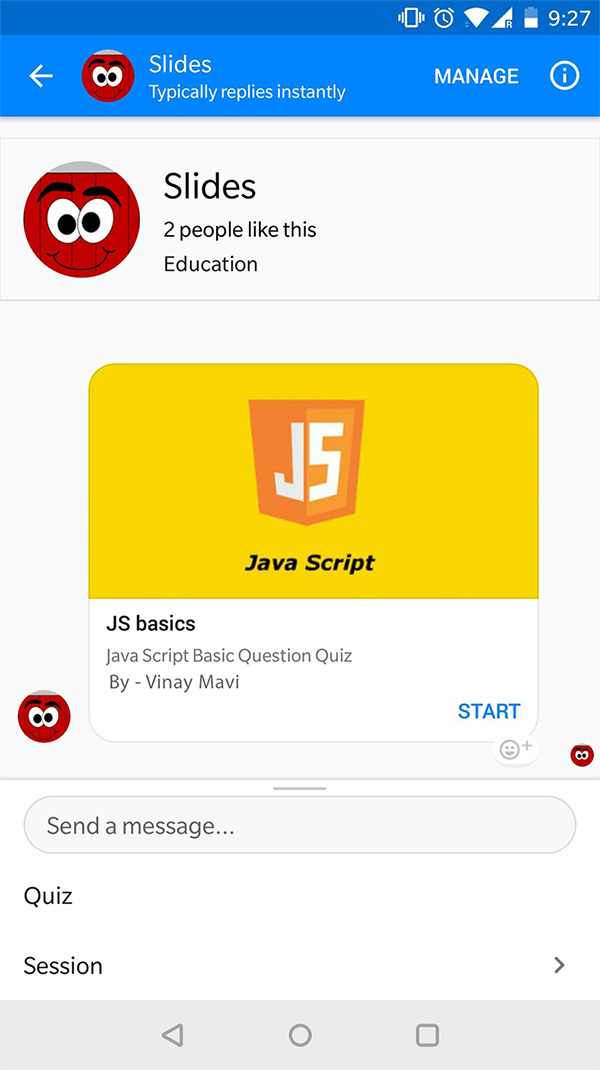 9:27
Slides
Typically replies instantly
MANAGE
Slides
2 people like this
Education
JS
Java Script
JS basics
Java Script Basic Question Quiz
By - Vinay Mavi
START
Send a message...
Quiz
Session